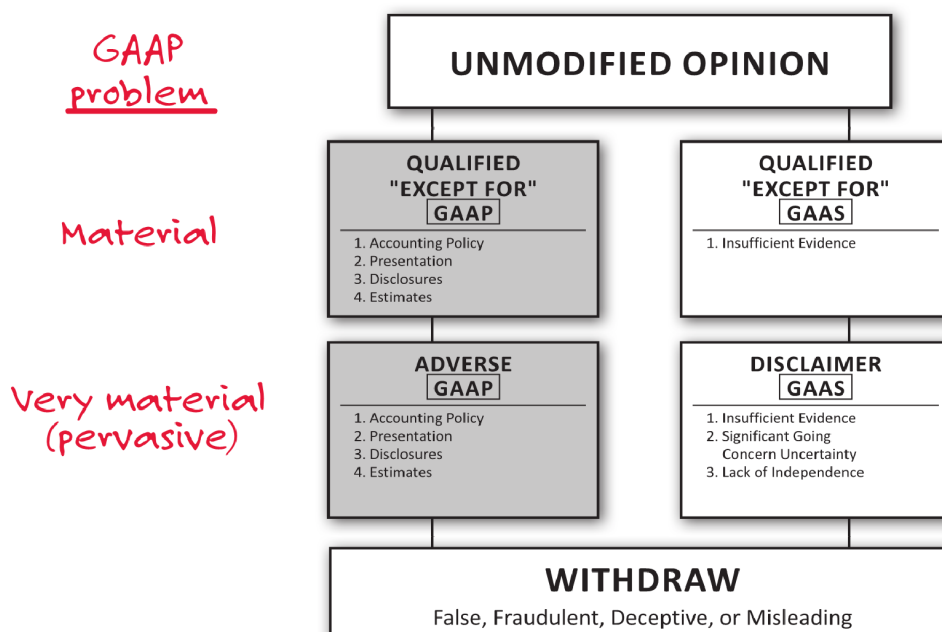 GAAP
problem
UNMODIFIED OPINION
QUALIFIED
"EXCEPT FOR"
GAAP
1. Accounting Policy
2. Presentation
3. Disclosures
4. Estimates
QUALIFIED
"EXCEPT FOR"
GAAS
1. Insufficient Evidence
Material
ADVERSE
GAAP
1. Accounting Policy
2. Presentation
3. Disclosures
4. Estimates
DISCLAIMER
GAAS
1. Insufficient Evidence
2. Significant Going
Concern Uncertainty
3. Lack of Independence
Very material
(pervasive)
WITHDRAW
False, Fraudulent, Deceptive, or Misleading